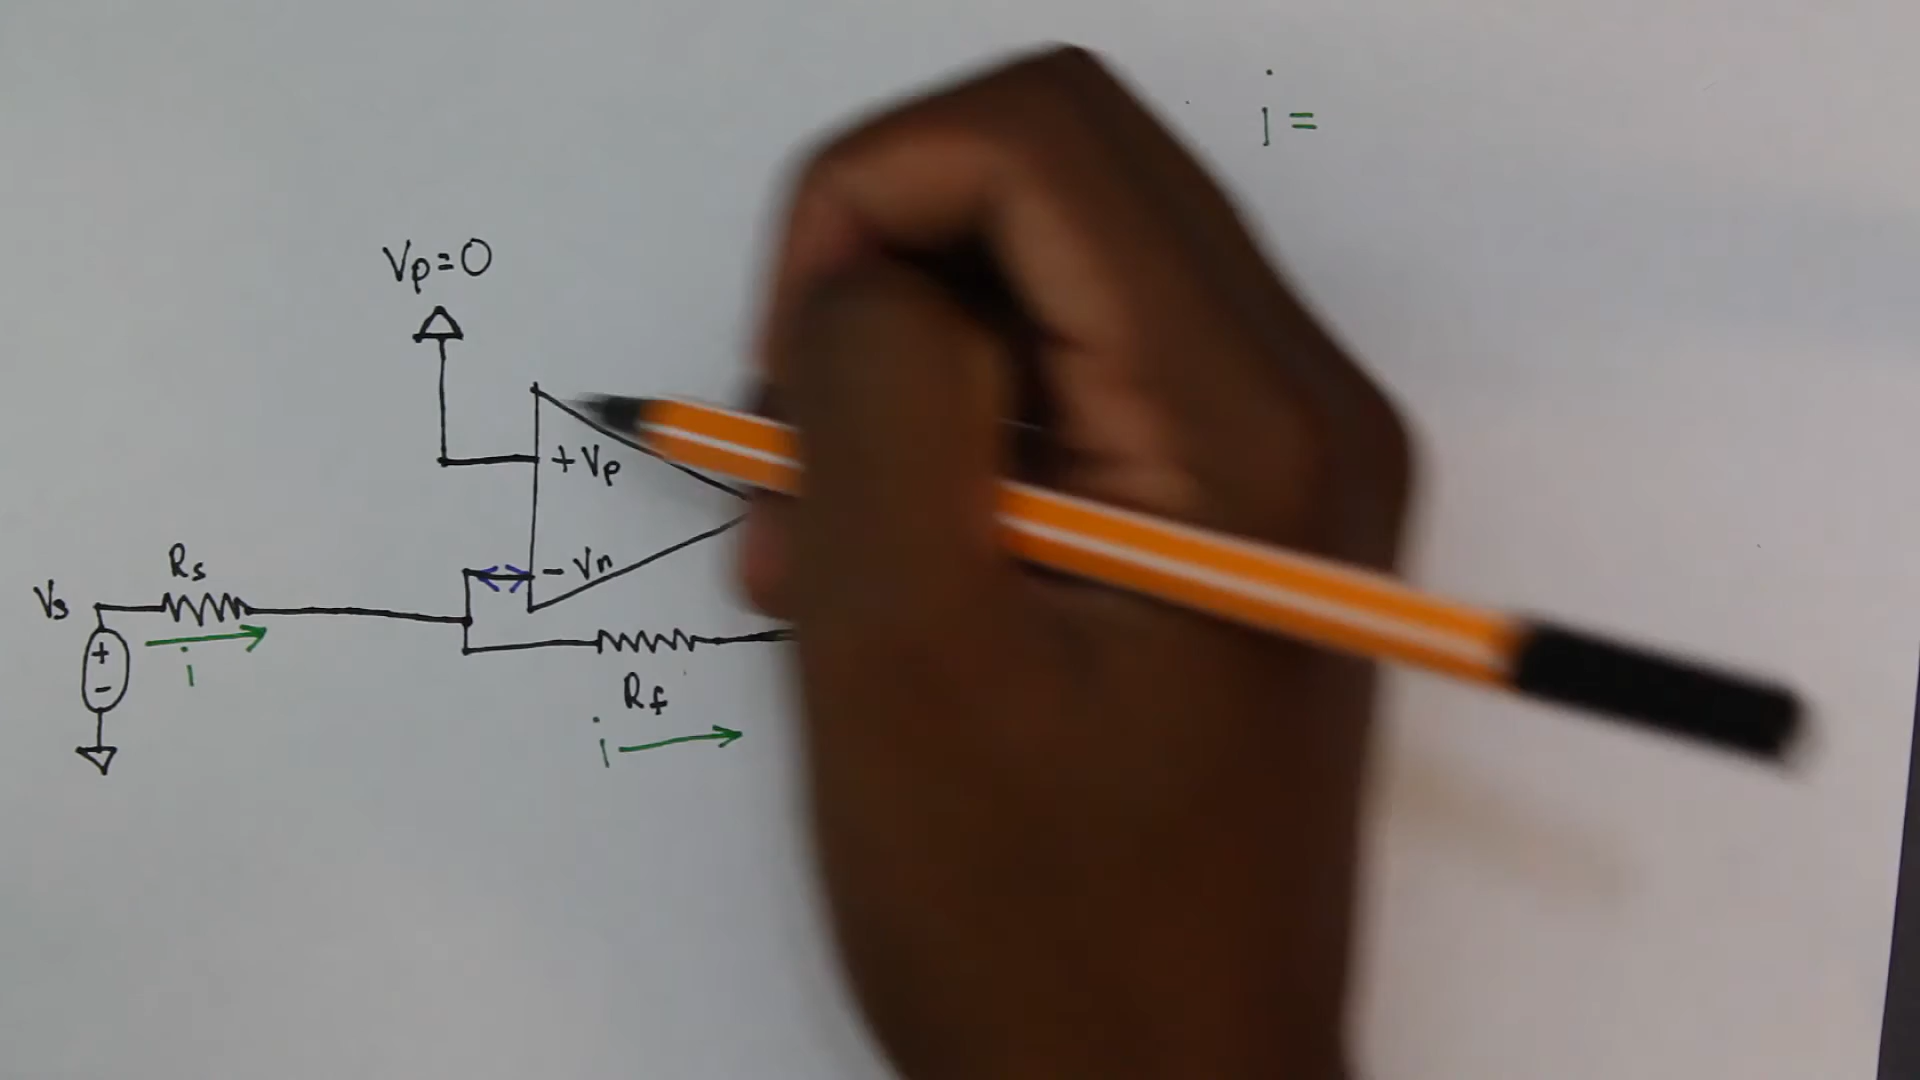 i =
Vp=0
+Vp
- Vn
Rs
Vs
+
-
i
Rf
i